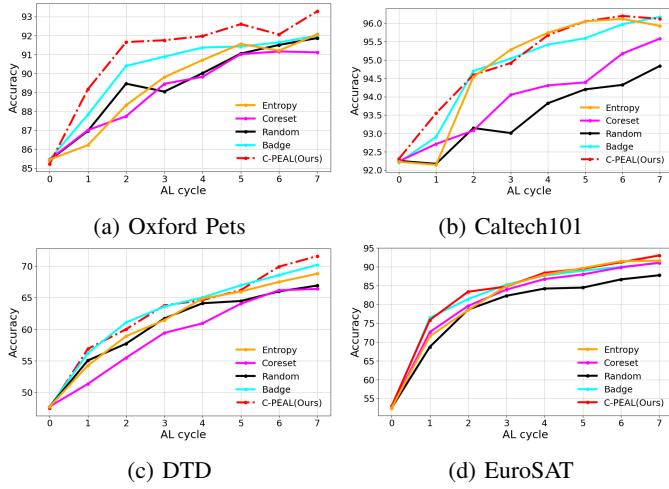 93
92
91
90
89
88
87
86
85
Accuracy
0 1 2 3 4 5 6 7
AL cycle
Entropy
Coreset
Random
Badge
C-PEAL(Ours)
(a) Oxford Pets
96.0
95.5
95.0
94.5
94.0
93.5
93.0
92.5
92.0
Accuracy
0 1 2 3 4 5 6 7
AL cycle
Entropy
Coreset
Random
Badge
C-PEAL(Ours)
(b) Caltech101
70
65
60
55
50
Accuracy
0 1 2 3 4 5 6 7
AL cycle
Entropy
Coreset
Random
Badge
C-PEAL(Ours)
(c) DTD
95
90
85
80
75
70
65
60
55
Accuracy
0 1 2 3 4 5 6 7
AL cycle
Entropy
Coreset
Random
Badge
C-PEAL(Ours)
(d) EuroSAT